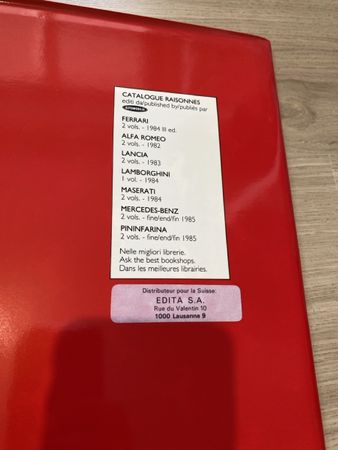 CATALOGUE RAISONNES
editi da/published by/publiés par
FERRARI
2 vols. - 1984 III ed.
ALFA ROMEO
2 vols. - 1982
LANCIA
2 vols. - 1983
LAMBORGHINI
1 vol. - 1984
MASERATI
2 vols. - 1984
MERCEDES-BENZ
2 vols. - fine/end/fin 1985
PININFARINA
2 vols. - fine/end/fin 1985
Nelle migliori librerie.
Ask the best bookshops.
Dans les meilleures librairies.
Distributeur pour la Suisse:
EDITA S.A.
Rue du Valentin 10
1000 Lausanne 9